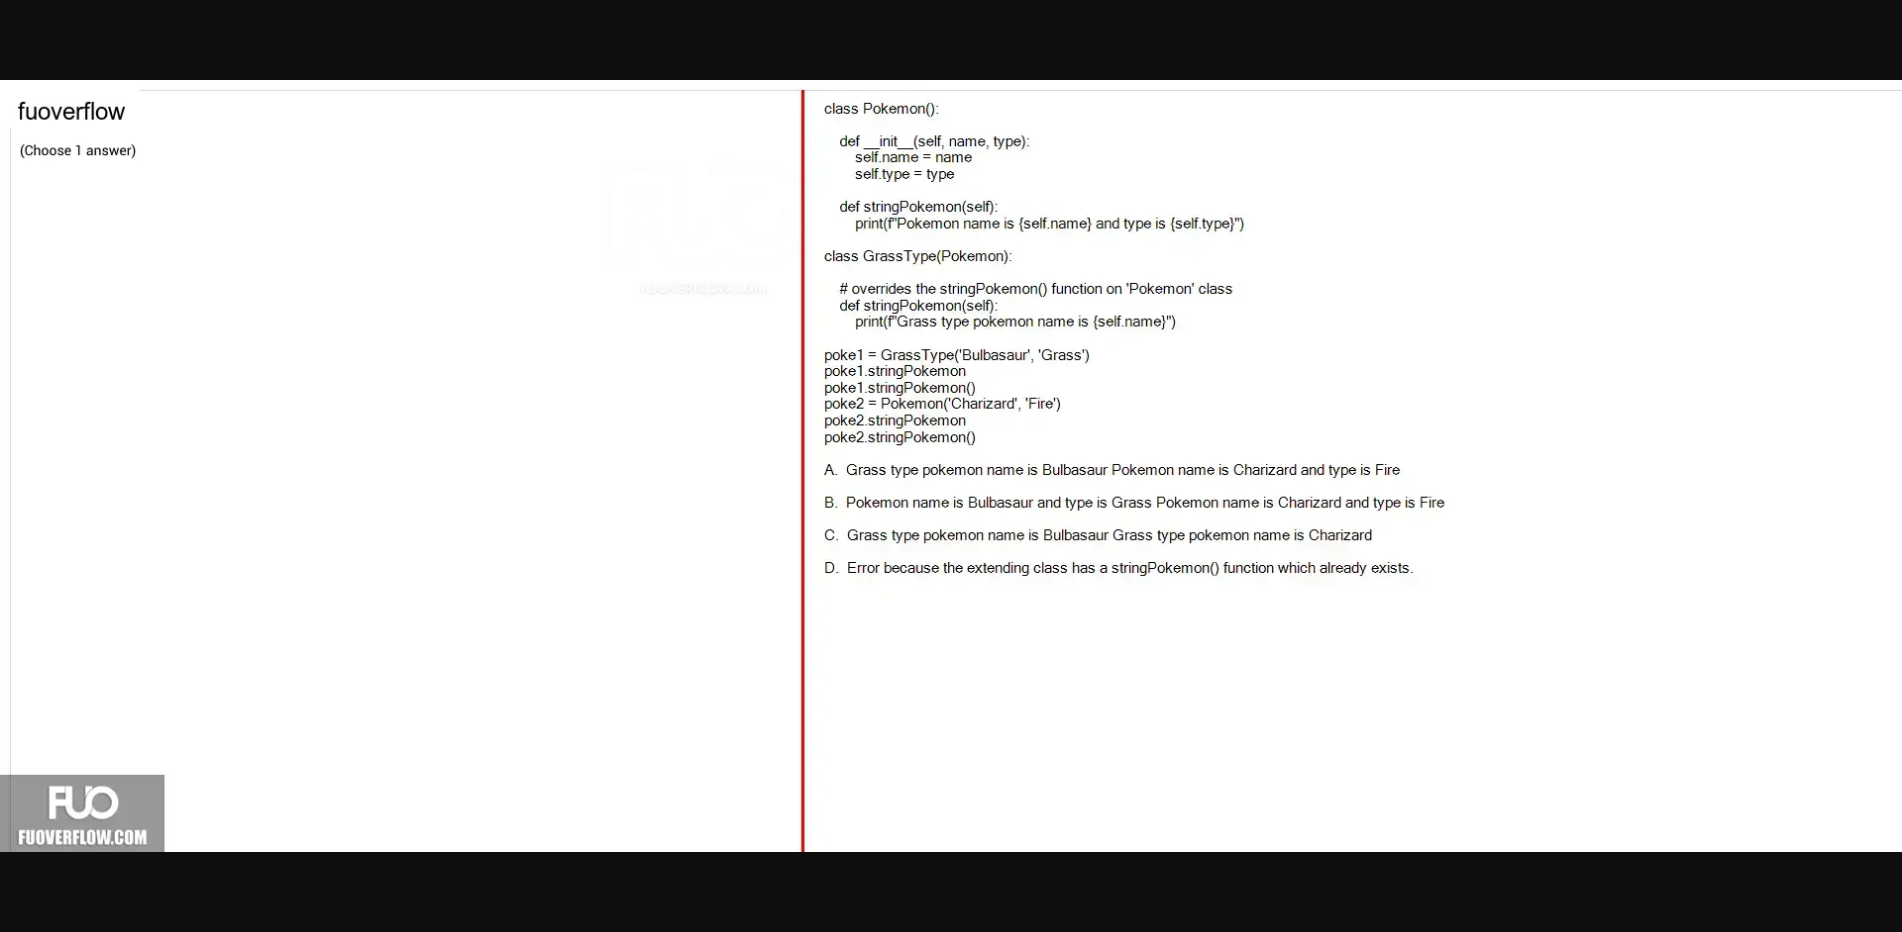 fuoverflow
(Choose 1 answer)
class Pokemon():
def __init__(self, name, type):
self.name = name
self.type = type
def stringPokemon(self):
print(f"Pokemon name is {self.name} and type is {self.type}")
class GrassType(Pokemon):
# overrides the stringPokemon() function on 'Pokemon' class
def stringPokemon(self):
print(f"Grass type pokemon name is {self.name}")
poke1 = GrassType('Bulbasaur', 'Grass')
poke1.stringPokemon
poke1.stringPokemon()
poke2 = Pokemon('Charizard', 'Fire')
poke2.stringPokemon
poke2.stringPokemon()
A. Grass type pokemon name is Bulbasaur Pokemon name is Charizard and type is Fire
B. Pokemon name is Bulbasaur and type is Grass Pokemon name is Charizard and type is Fire
C. Grass type pokemon name is Bulbasaur Grass type pokemon name is Charizard
D. Error because the extending class has a stringPokemon() function which already exists.
FUO
FUOVERFLOW.COM
FUO
FUOVERFLOW.COM